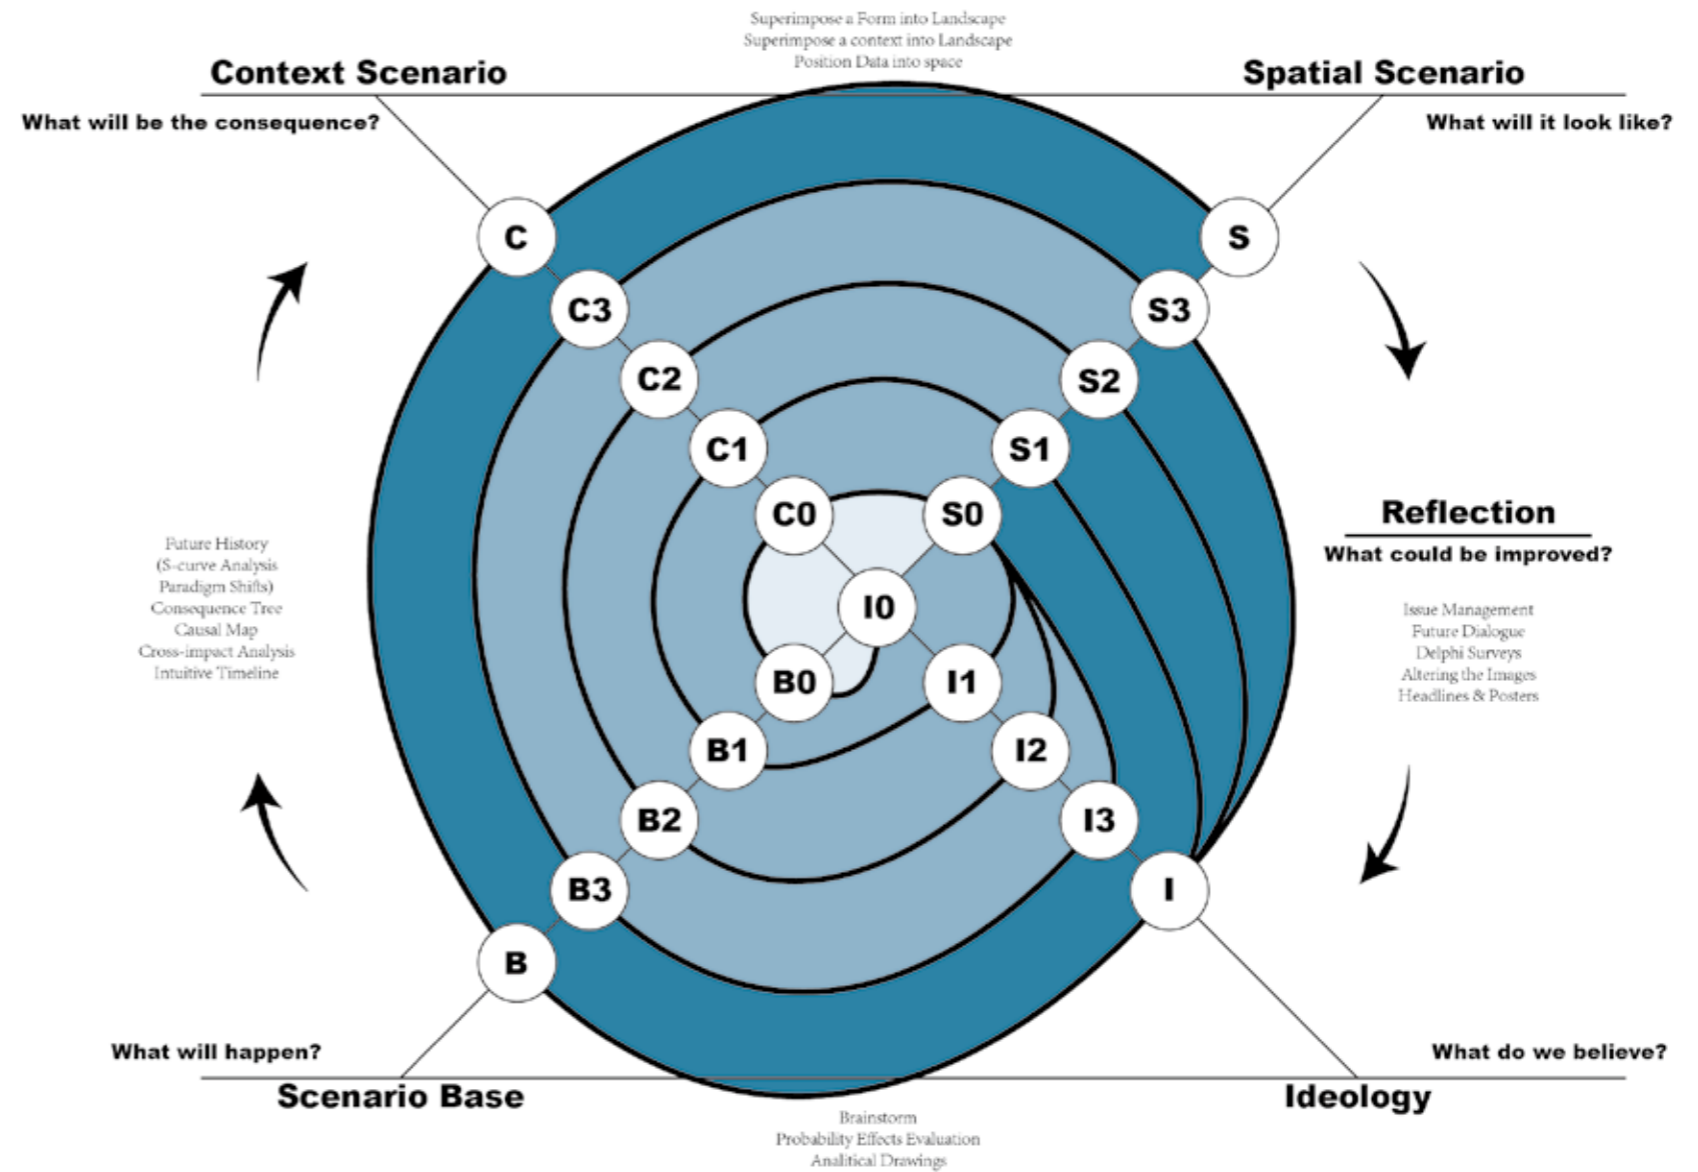 Superimpose a Form into Landscape
Superimpose a context into Landscape
Position Data into space
Context Scenario
Spatial Scenario
What will be the consequence?
What will it look like?
C
S
C3
S3
C2
S2
C1
S1
C0
S0
I0
B0
I1
B1
I2
B2
I3
B3
I
B
Future History
(S-curve Analysis
Paradigm Shifts)
Consequence Tree
Causal Map
Cross-impact Analysis
Intuitive Timeline
Reflection
What could be improved?
Issue Management
Future Dialogue
Delphi Surveys
Altering the Images
Headlines & Posters
What will happen?
What do we believe?
Scenario Base
Ideology
Brainstorm
Probability Effects Evaluation
Analitical Drawings